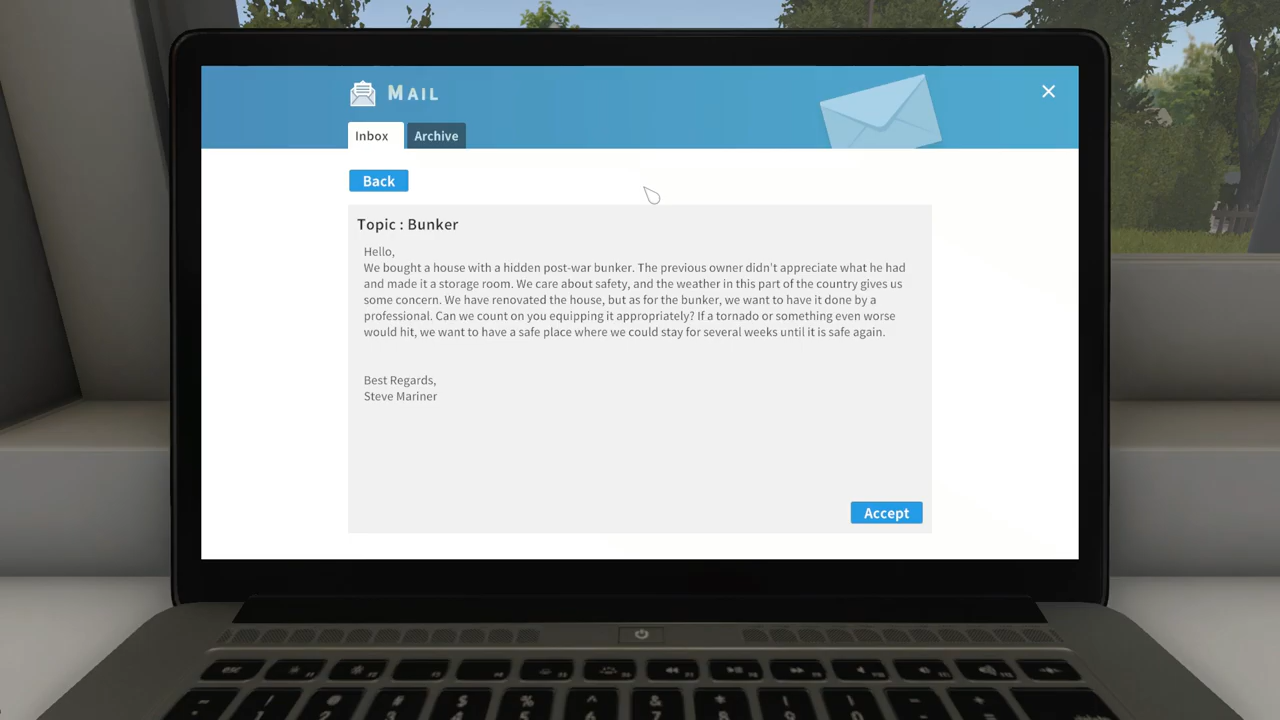 Mail
Inbox
Archive
Back
Topic : Bunker
Hello,
We bought a house with a hidden post-war bunker. The previous owner didn't appreciate what he had
and made it a storage room. We care about safety, and the weather in this part of the country gives us
some concern. We have renovated the house, but as for the bunker, we want to have it done by a
professional. Can we count on you equipping it appropriately? If a tornado or something even worse
would hit, we want to have a safe place where we could stay for several weeks until it is safe again.
Best Regards,
Steve Mariner
Accept
esc